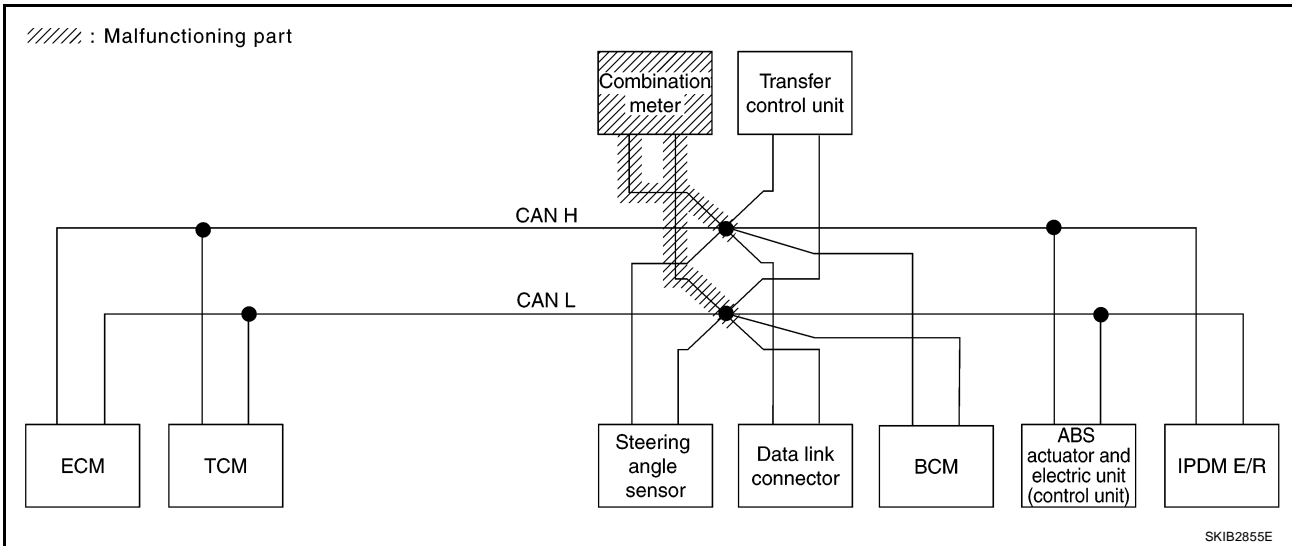 : Malfunctioning part
Combination
meter
Transfer
control unit
CAN H
CAN L
ECM
TCM
Steering
angle
sensor
Data link
connector
BCM
ABS
actuator and
electric unit
(control unit)
IPDM E/R
SKIB2855E